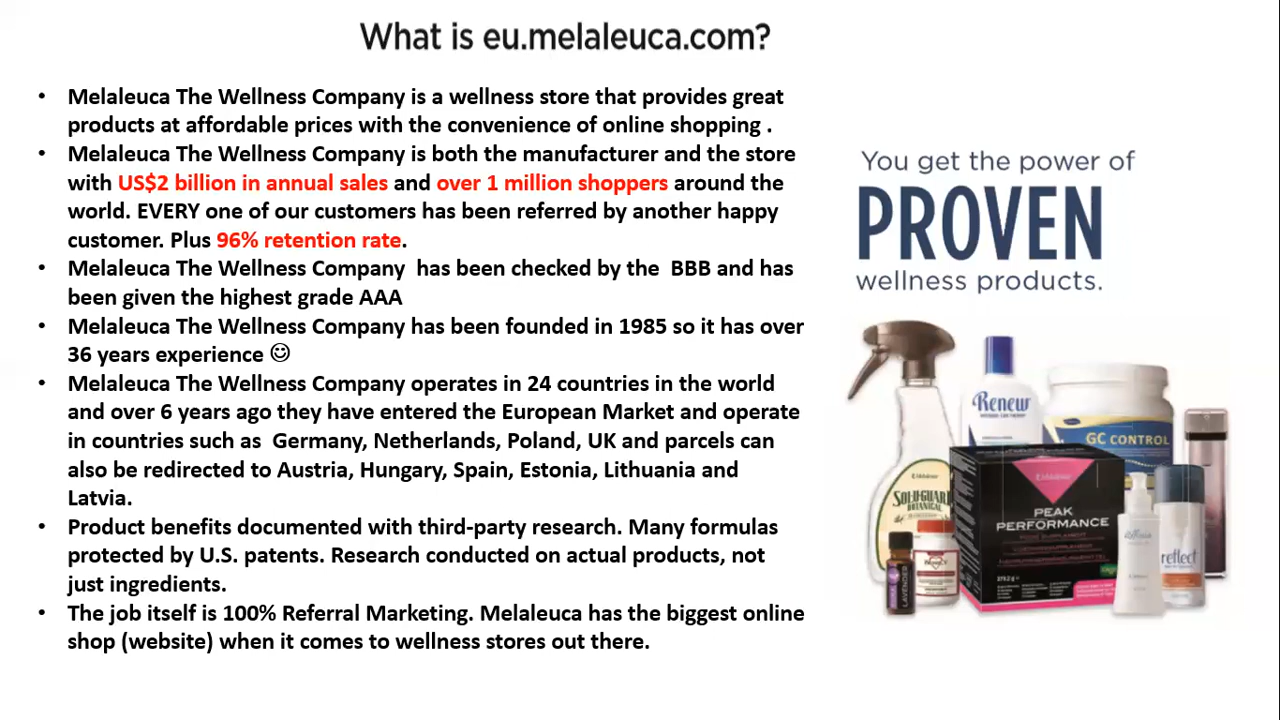 What is eu.melaleuca.com?
• Melaleuca The Wellness Company is a wellness store that provides great
products at affordable prices with the convenience of online shopping .
• Melaleuca The Wellness Company is both the manufacturer and the store
with US$2 billion in annual sales and over 1 million shoppers around the
world. EVERY one of our customers has been referred by another happy
customer. Plus 96% retention rate.
• Melaleuca The Wellness Company has been checked by the BBB and has
been given the highest grade AAA
• Melaleuca The Wellness Company has been founded in 1985 so it has over
36 years experience ☺
• Melaleuca The Wellness Company operates in 24 countries in the world
and over 6 years ago they have entered the European Market and operate
in countries such as Germany, Netherlands, Poland, UK and parcels can
also be redirected to Austria, Hungary, Spain, Estonia, Lithuania and
Latvia.
• Product benefits documented with third-party research. Many formulas
protected by U.S. patents. Research conducted on actual products, not
just ingredients.
• The job itself is 100% Referral Marketing. Melaleuca has the biggest online
shop (website) when it comes to wellness stores out there.
You get the power of
PROVEN
wellness products.
Renew
GC CONTROL
SOL-U-GUARD
BOTANICAL
PEAK
PERFORMANCE
LAVENDER
reflect